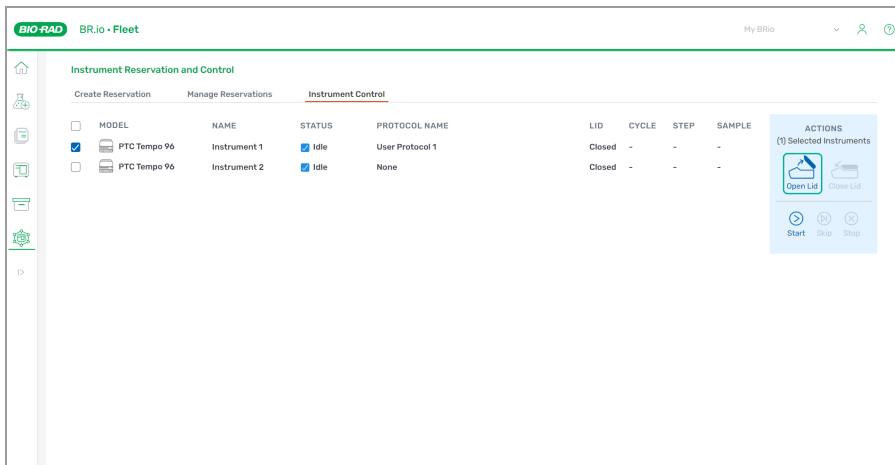 BIO-RAD BR.io • Fleet My BRio
Instrument Reservation and Control
Create Reservation Manage Reservations Instrument Control
MODEL NAME STATUS PROTOCOL NAME LID CYCLE STEP SAMPLE
PTC Tempo 96 Instrument 1 Idle User Protocol 1 Closed - - -
PTC Tempo 96 Instrument 2 Idle None Closed - - -
ACTIONS
(1) Selected Instruments
Open Lid Close Lid
Start Skip Stop